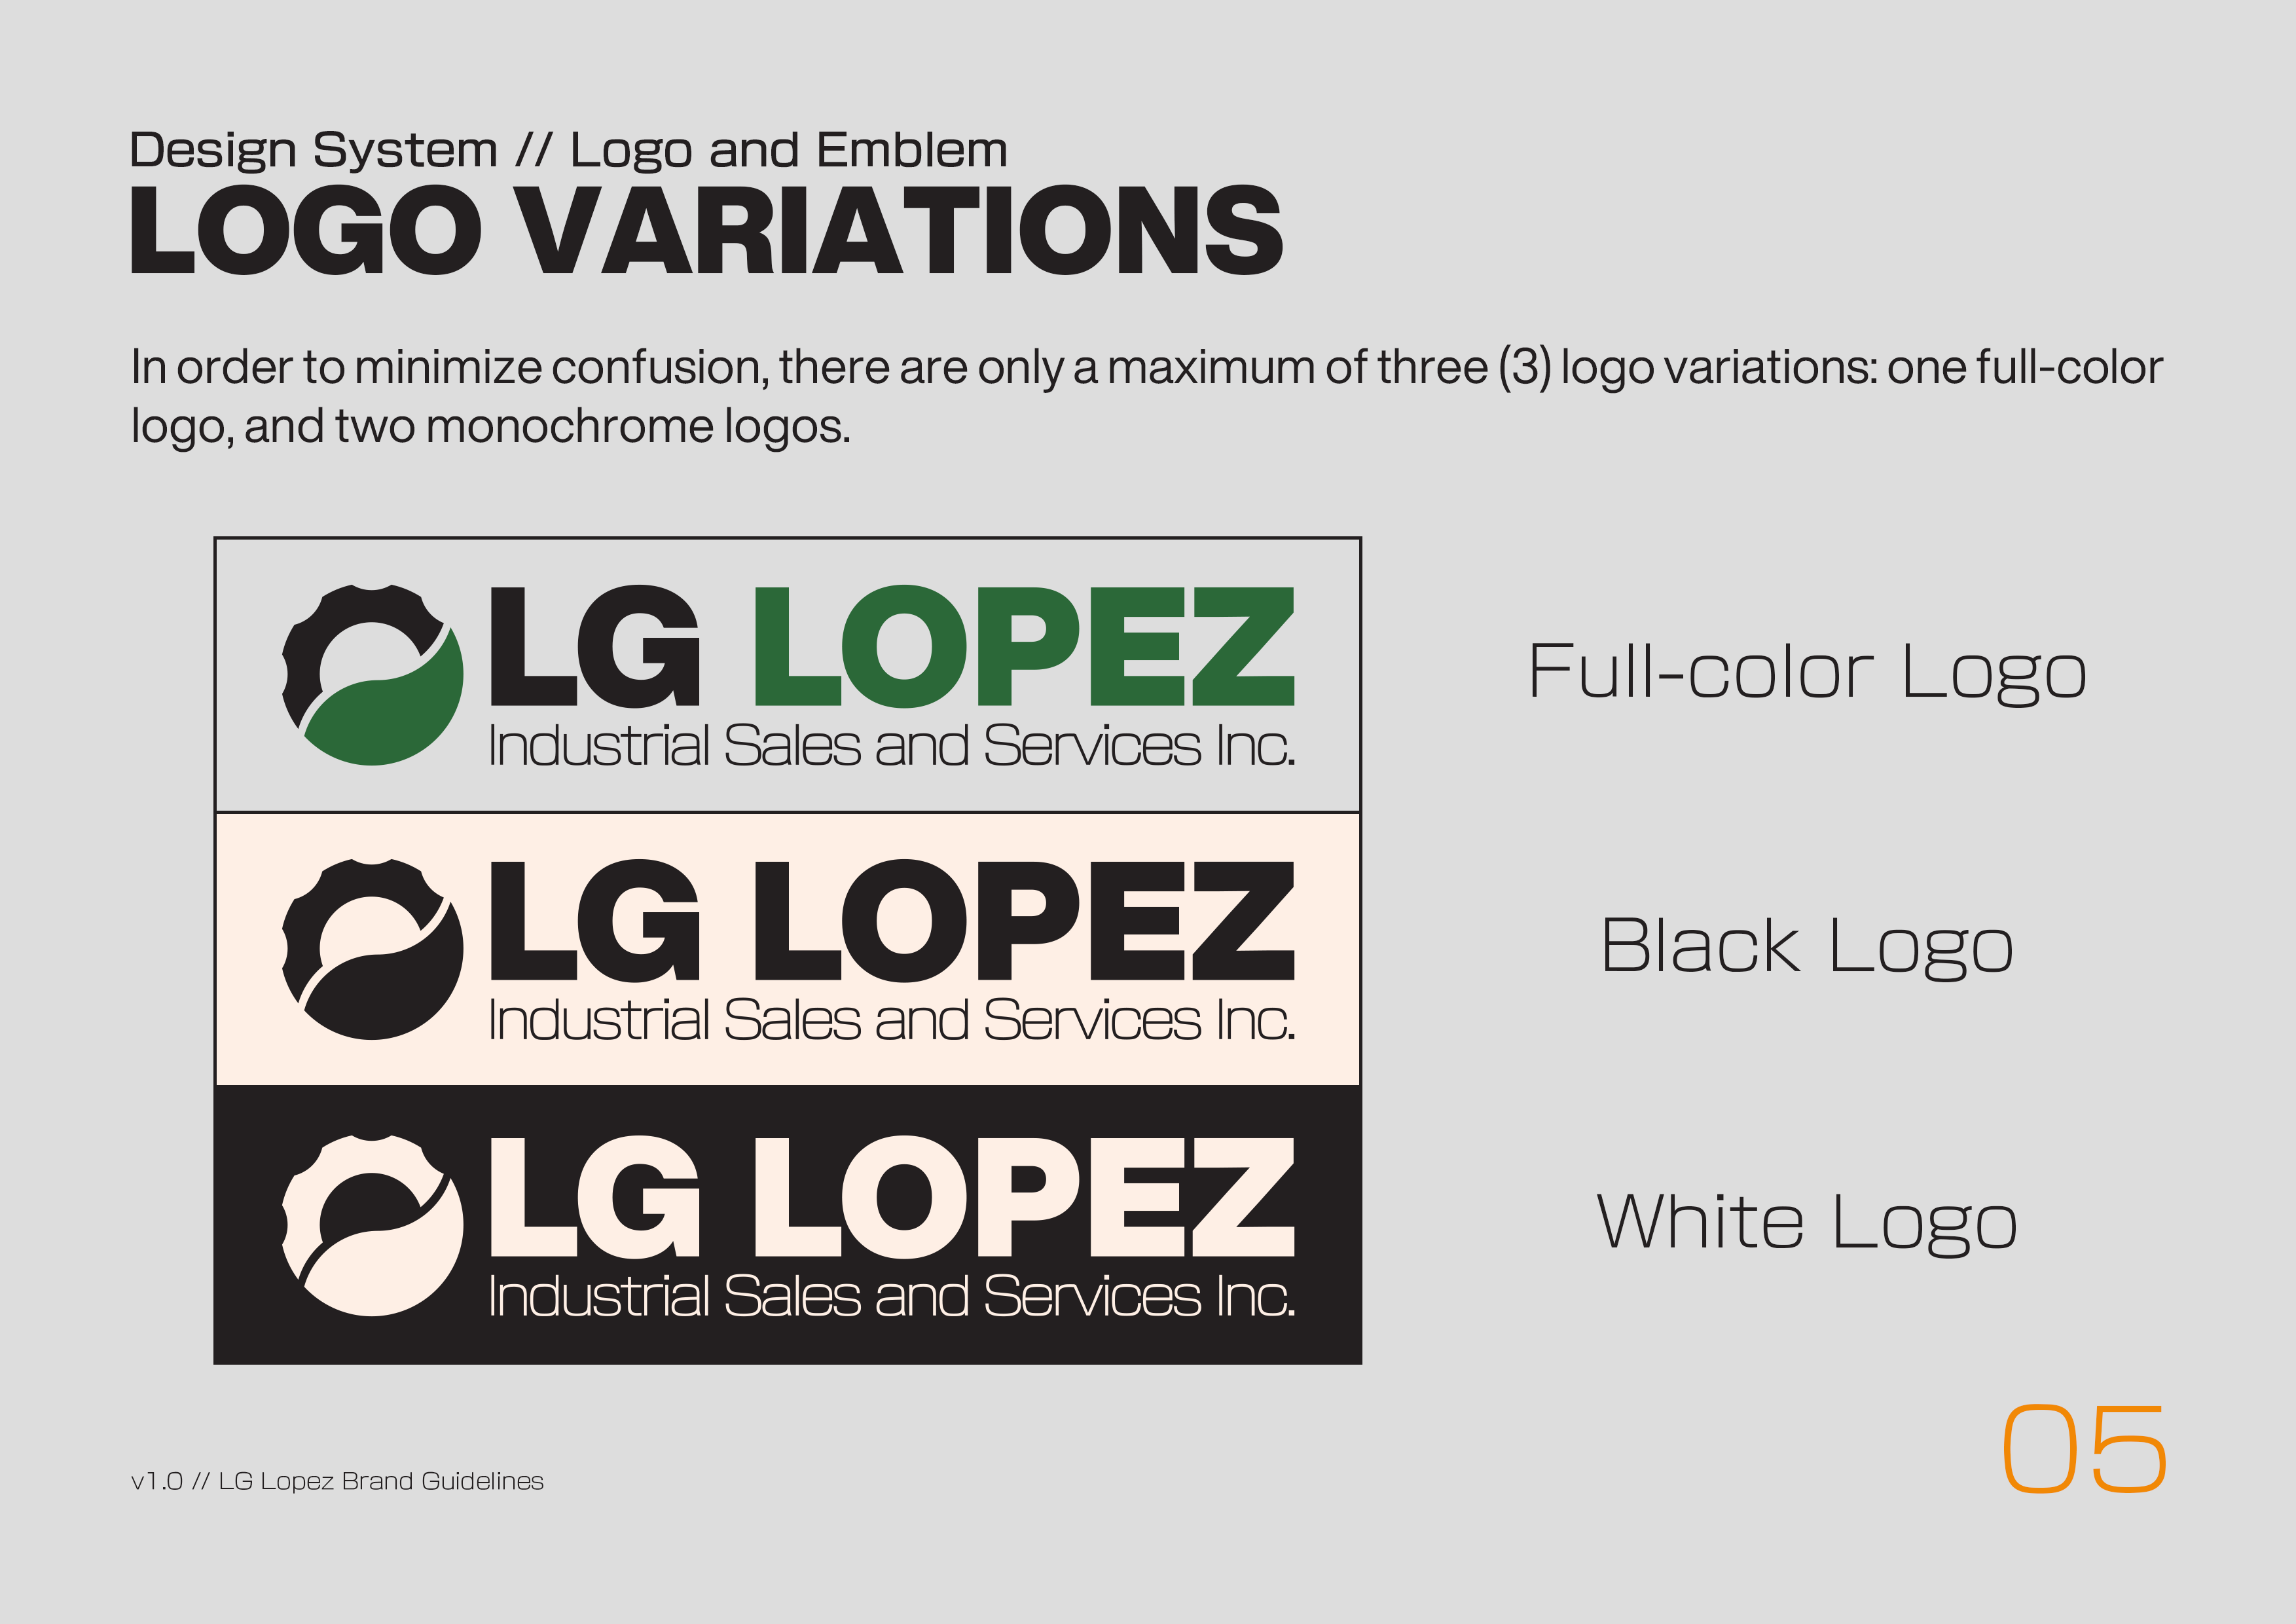 Design System // Logo and Emblem
LOGO VARIATIONS
In order to minimize confusion, there are only a maximum of three (3) logo variations: one full-color
logo, and two monochrome logos.
LG LOPEZ
Industrial Sales and Services Inc.
Full-color Logo
LG LOPEZ
Industrial Sales and Services Inc.
Black Logo
LG LOPEZ
Industrial Sales and Services Inc.
White Logo
v1.0 // LG Lopez Brand Guidelines
05